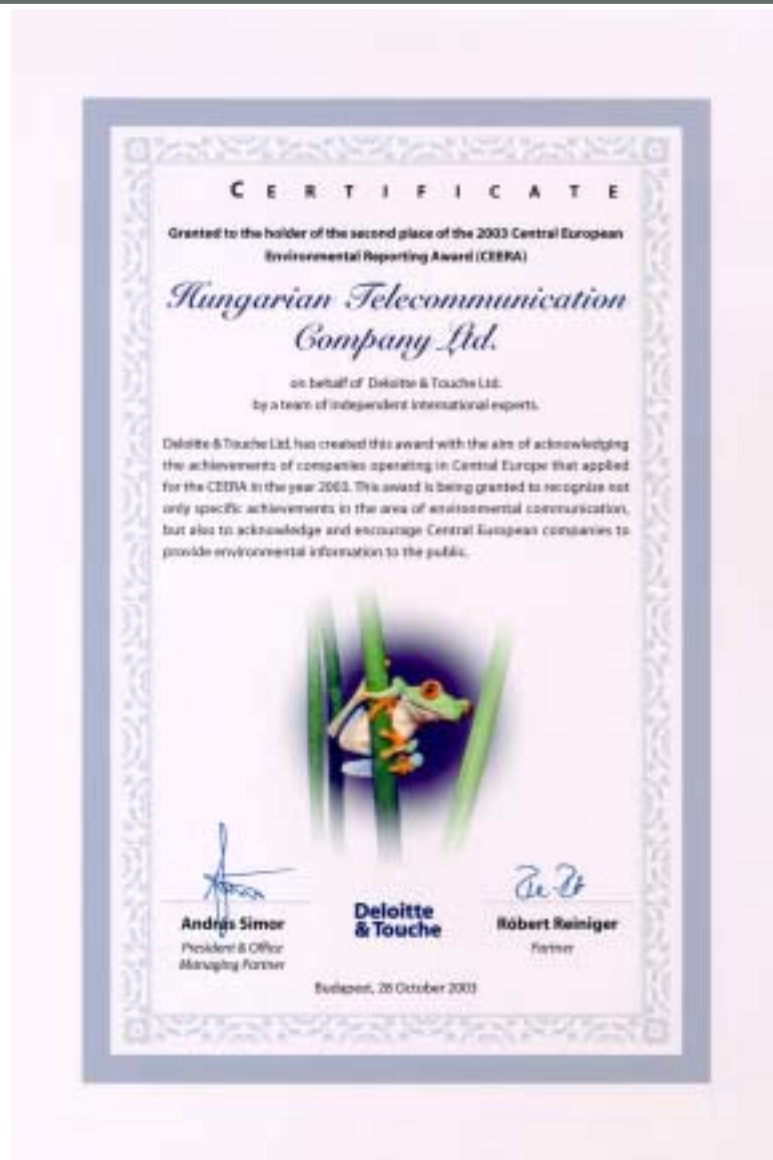 CERTIFICATE
Granted to the holder of the second place of the 2003 Central European
Environmental Reporting Award (CEERA)
Hungarian Telecommunication
Company Ltd.
on behalf of Deloitte & Touche Ltd.
by a team of independent international experts.
Deloitte & Touche Ltd. has created this award with the aim of acknowledging
the achievements of companies operating in Central Europe that applied
for the CEERA in the year 2003. This award is being granted to recognize not
only specific achievements in the area of environmental communication,
but also to acknowledge and encourage Central European companies to
provide environmental information to the public.
András Simor
President & Office
Managing Partner
Deloitte
& Touche
Róbert Reiniger
Partner
Budapest, 28 October 2003